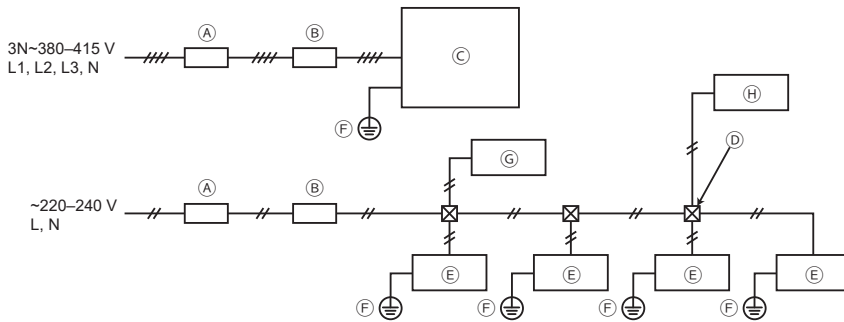 Ⓐ Ⓑ
3N~380–415 V
L1, L2, L3, N
Ⓒ
Ⓗ
Ⓕ
Ⓓ
Ⓖ
Ⓐ Ⓑ
~220–240 V
L, N
Ⓔ Ⓔ Ⓔ Ⓔ
Ⓕ Ⓕ Ⓕ Ⓕ